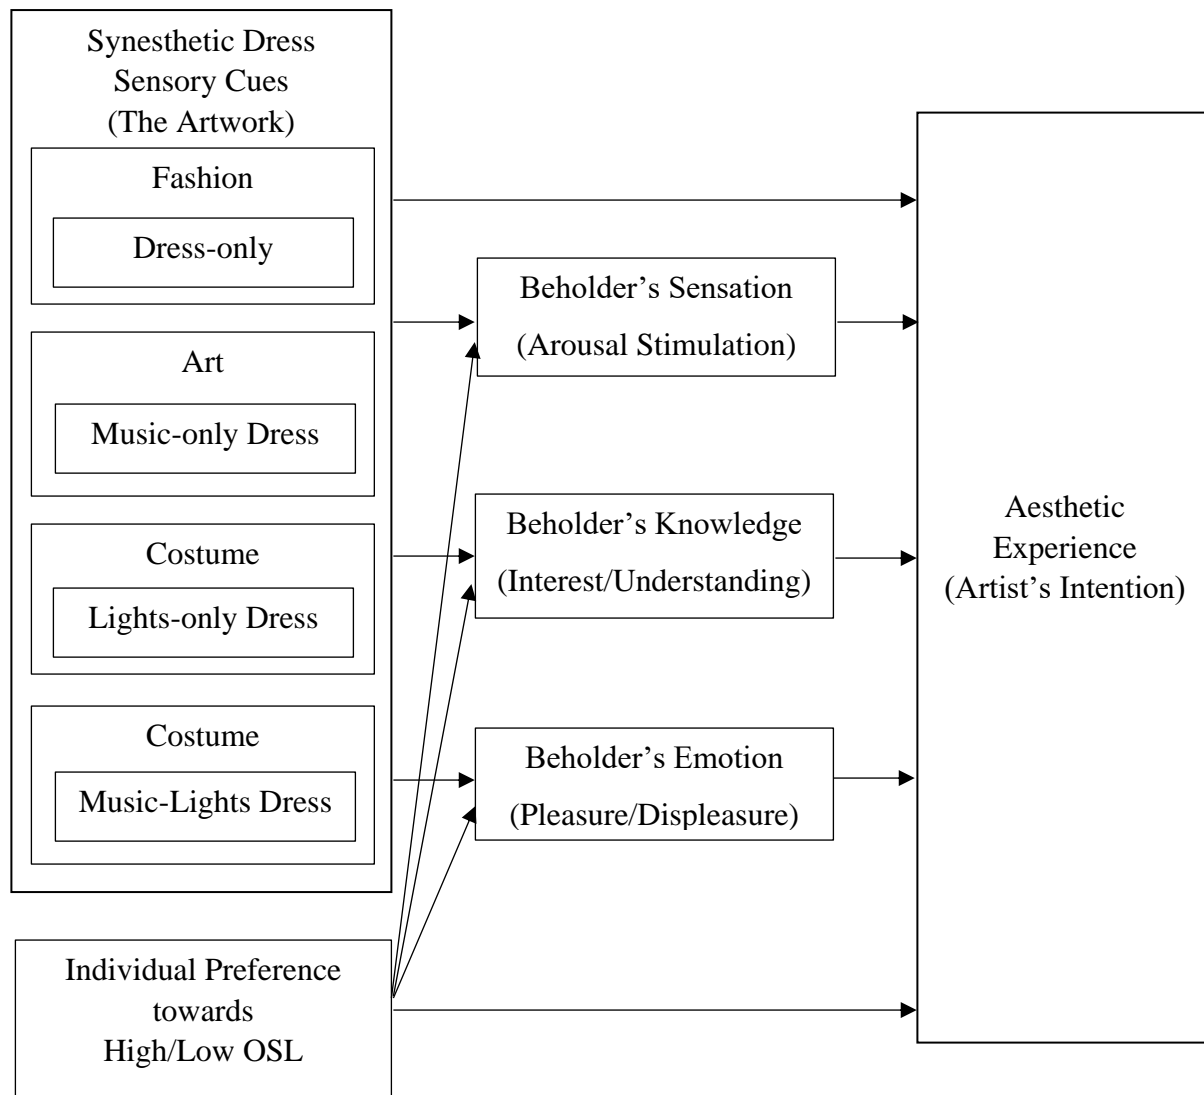 Synesthetic Dress
Sensory Cues
(The Artwork)
Fashion
Dress-only
Art
Music-only Dress
Costume
Lights-only Dress
Costume
Music-Lights Dress
Individual Preference
towards
High/Low OSL
Beholder’s Sensation
(Arousal Stimulation)
Beholder’s Knowledge
(Interest/Understanding)
Beholder’s Emotion
(Pleasure/Displeasure)
Aesthetic
Experience
(Artist’s Intention)